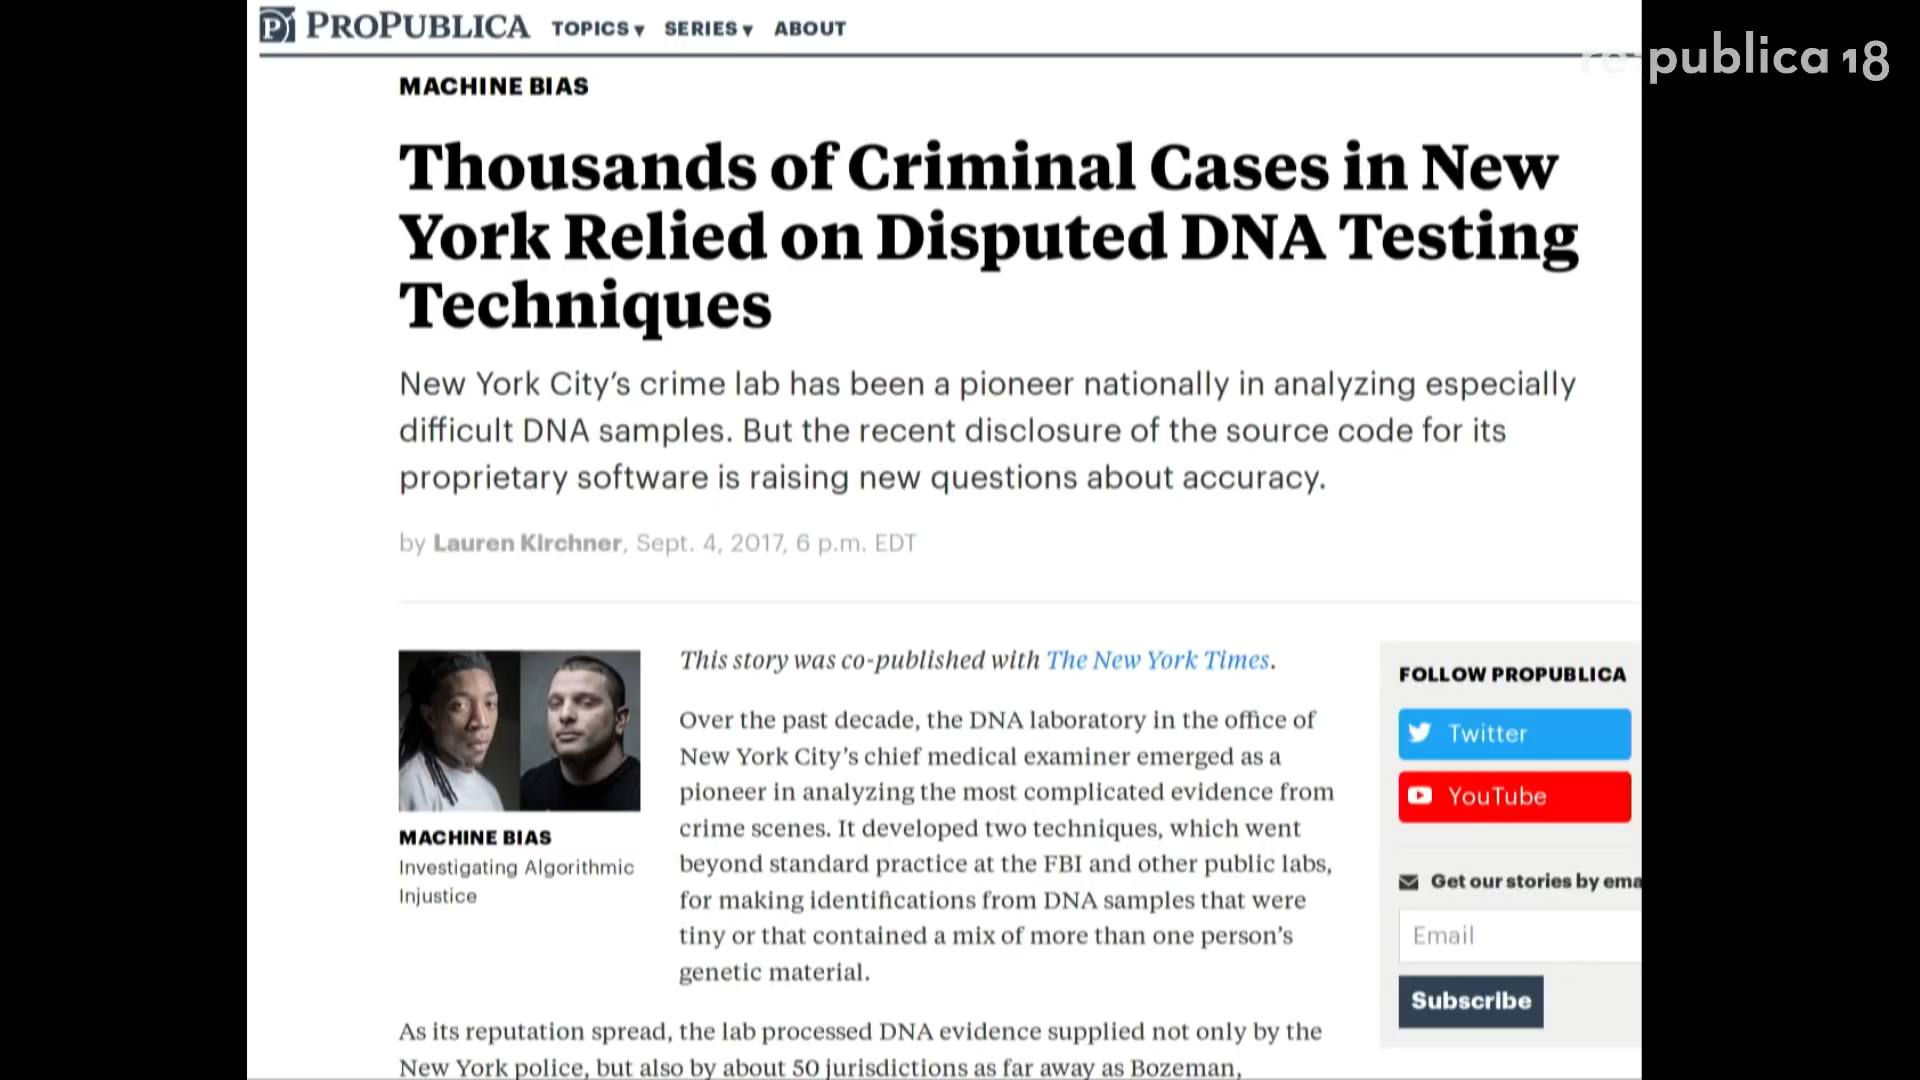 PROPUBLICA TOPICS SERIES ABOUT
re:publica 18
MACHINE BIAS
Thousands of Criminal Cases in New
York Relied on Disputed DNA Testing
Techniques
New York City’s crime lab has been a pioneer nationally in analyzing especially
difficult DNA samples. But the recent disclosure of the source code for its
proprietary software is raising new questions about accuracy.
by Lauren Kirchner, Sept. 4, 2017, 6 p.m. EDT
MACHINE BIAS
Investigating Algorithmic
Injustice
This story was co-published with The New York Times.
Over the past decade, the DNA laboratory in the office of
New York City’s chief medical examiner emerged as a
pioneer in analyzing the most complicated evidence from
crime scenes. It developed two techniques, which went
beyond standard practice at the FBI and other public labs,
for making identifications from DNA samples that were
tiny or that contained a mix of more than one person’s
genetic material.
As its reputation spread, the lab processed DNA evidence supplied not only by the
New York police, but also by about 50 jurisdictions as far away as Bozeman,
FOLLOW PROPUBLICA
Twitter
YouTube
Get our stories by ema
Email
Subscribe